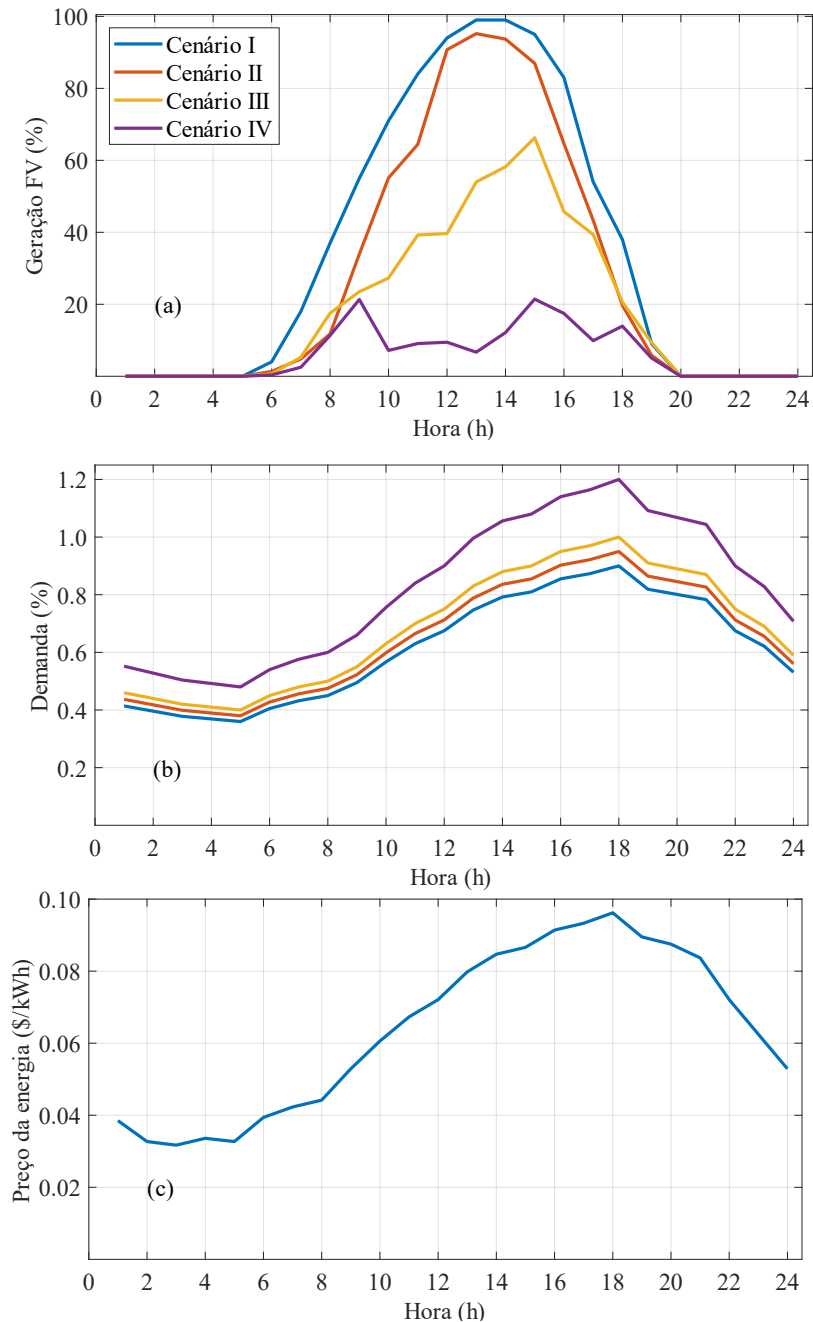 Geração FV (%)
100
80
60
40
20
Cenário I
Cenário II
Cenário III
Cenário IV
(a)
0 2 4 6 8 10 12 14 16 18 20 22 24
Hora (h)
Demanda (%)
1.2
1.0
0.8
0.6
0.4
0.2
(b)
0 2 4 6 8 10 12 14 16 18 20 22 24
Hora (h)
Preço da energia ($/kWh)
0.10
0.08
0.06
0.04
0.02
(c)
0 2 4 6 8 10 12 14 16 18 20 22 24
Hora (h)